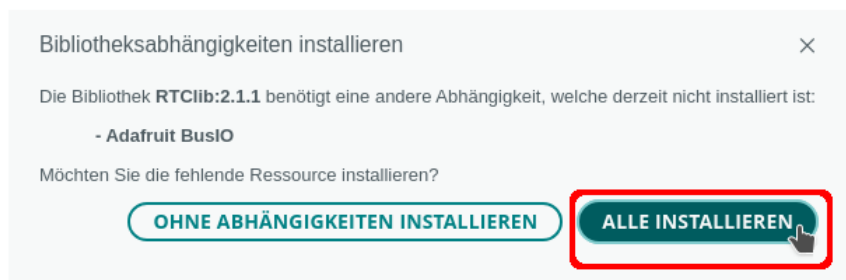 Bibliotheksabhängigkeiten installieren
Die Bibliothek RTClib:2.1.1 benötigt eine andere Abhängigkeit, welche derzeit nicht installiert ist:
- Adafruit BusIO
Möchten Sie die fehlende Ressource installieren?
OHNE ABHÄNGIGKEITEN INSTALLIEREN ALLE INSTALLIEREN